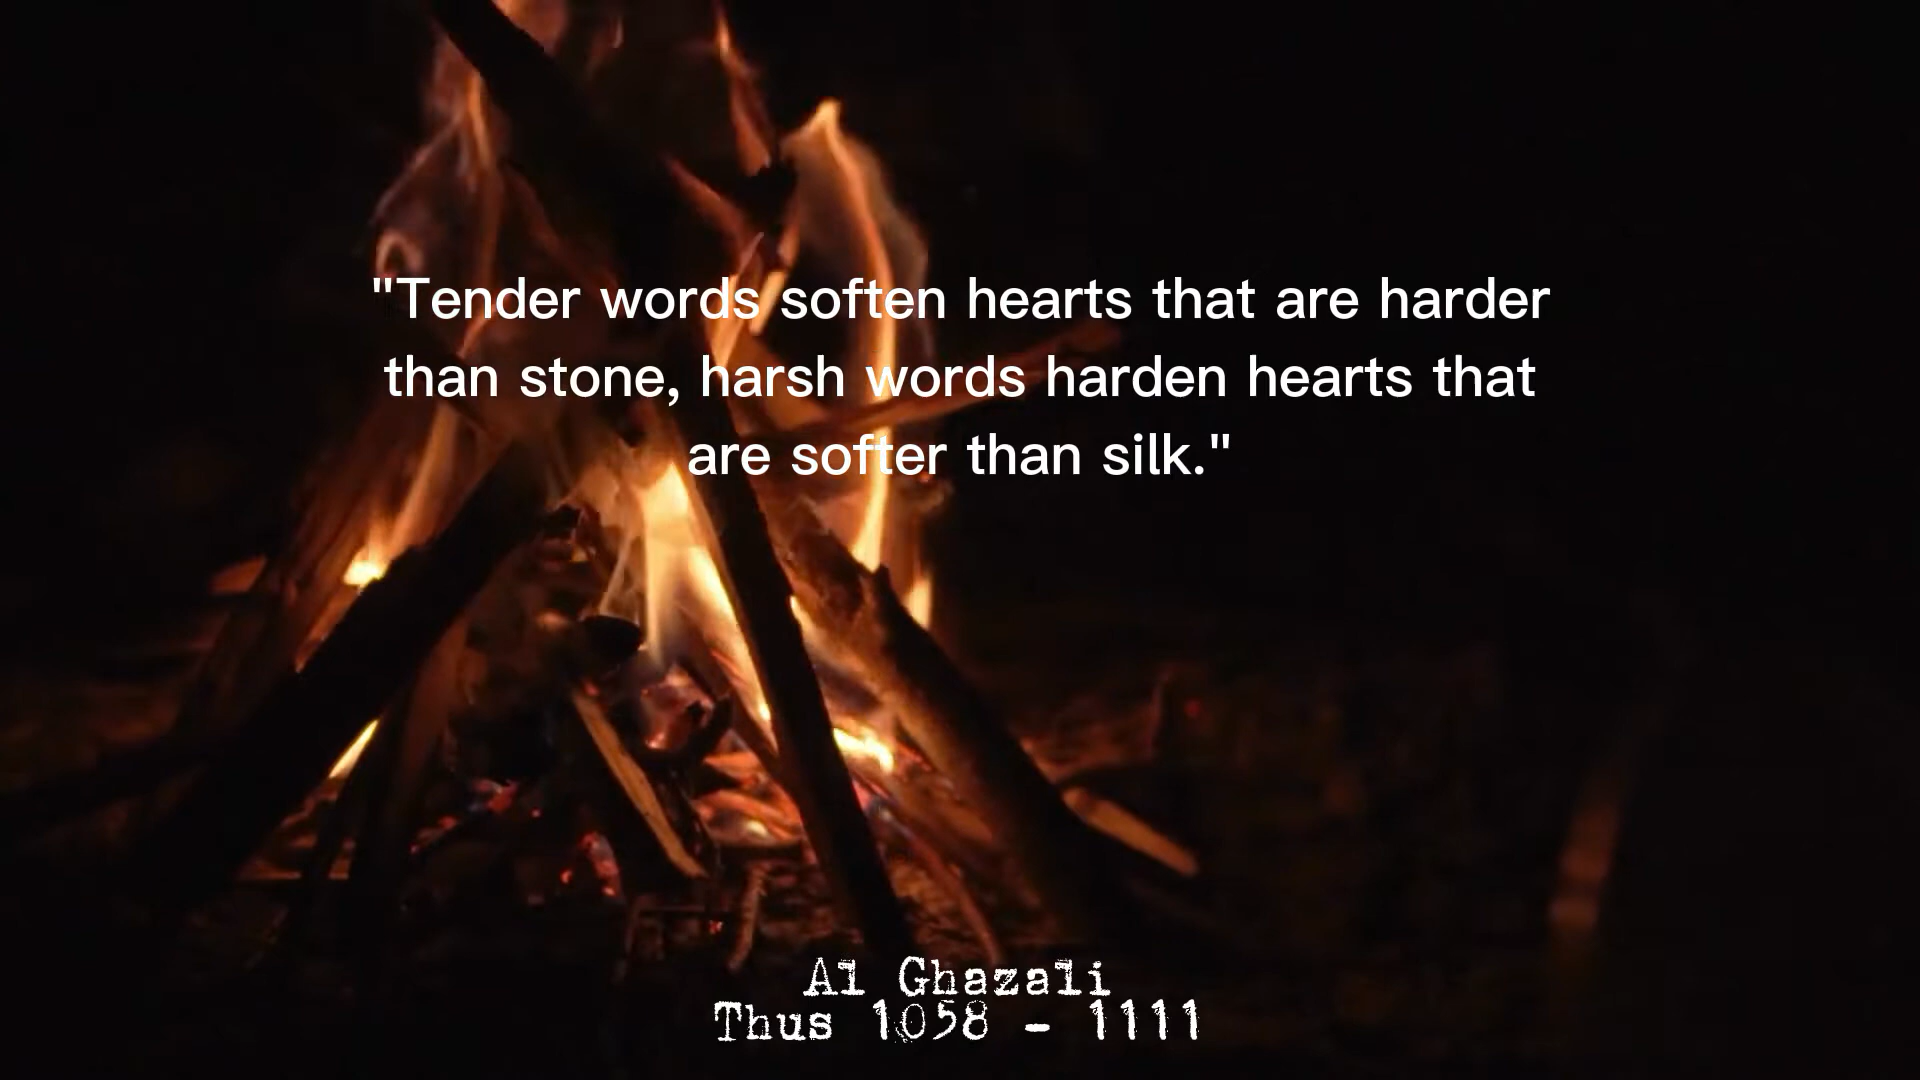 "Tender words soften hearts that are harder
than stone, harsh words harden hearts that
are softer than silk."
Al Ghazali
Thus 1058 - 1111